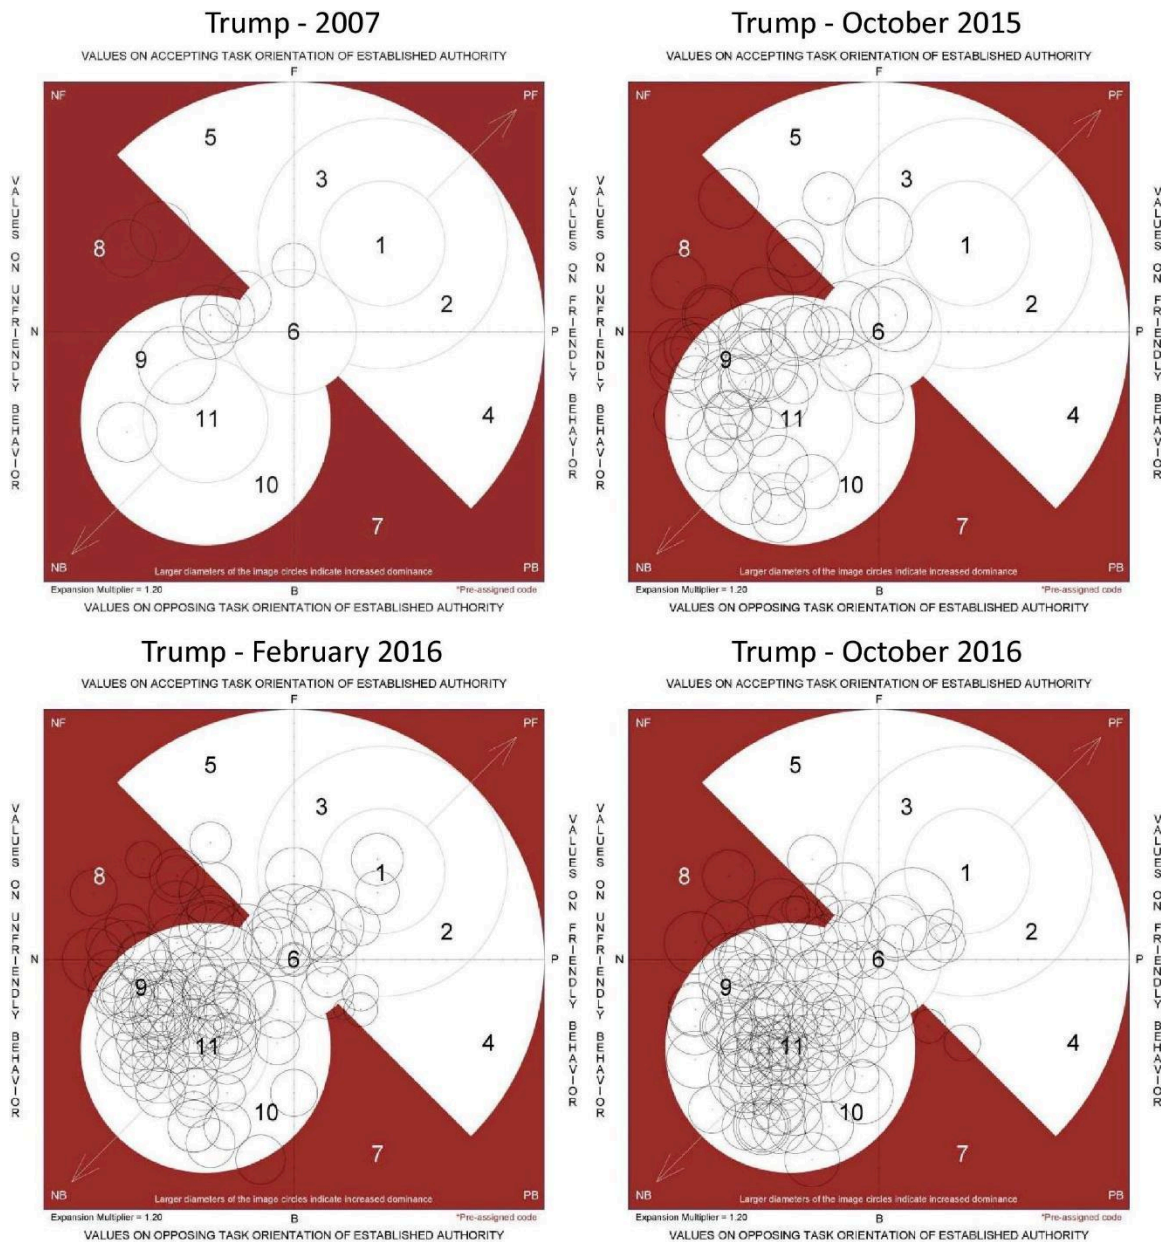 Trump - 2007
VALUES ON ACCEPTING TASK ORIENTATION OF ESTABLISHED AUTHORITY
F
NF
PF
5
3
1
8
2
VALUES ON UNFRIENDLY BEHAVIOR
N
6
P
VALUES ON FRIENDLY BEHAVIOR
9
11
4
10
7
NB
Larger diameters of the image circles indicate increased dominance
PB
Expansion Multiplier = 1.20
B
*Pre-assigned code
VALUES ON OPPOSING TASK ORIENTATION OF ESTABLISHED AUTHORITY
Trump - October 2015
VALUES ON ACCEPTING TASK ORIENTATION OF ESTABLISHED AUTHORITY
F
NF
PF
5
3
1
8
2
VALUES ON UNFRIENDLY BEHAVIOR
N
6
P
VALUES ON FRIENDLY BEHAVIOR
9
11
4
10
7
NB
Larger diameters of the image circles indicate increased dominance
PB
Expansion Multiplier = 1.20
B
*Pre-assigned code
VALUES ON OPPOSING TASK ORIENTATION OF ESTABLISHED AUTHORITY
Trump - February 2016
VALUES ON ACCEPTING TASK ORIENTATION OF ESTABLISHED AUTHORITY
F
NF
PF
5
3
1
8
2
VALUES ON UNFRIENDLY BEHAVIOR
N
6
P
VALUES ON FRIENDLY BEHAVIOR
9
11
4
10
7
NB
Larger diameters of the image circles indicate increased dominance
PB
Expansion Multiplier = 1.20
B
*Pre-assigned code
VALUES ON OPPOSING TASK ORIENTATION OF ESTABLISHED AUTHORITY
Trump - October 2016
VALUES ON ACCEPTING TASK ORIENTATION OF ESTABLISHED AUTHORITY
F
NF
PF
5
3
1
8
2
VALUES ON UNFRIENDLY BEHAVIOR
N
6
P
VALUES ON FRIENDLY BEHAVIOR
9
11
4
10
7
NB
Larger diameters of the image circles indicate increased dominance
PB
Expansion Multiplier = 1.20
B
*Pre-assigned code
VALUES ON OPPOSING TASK ORIENTATION OF ESTABLISHED AUTHORITY